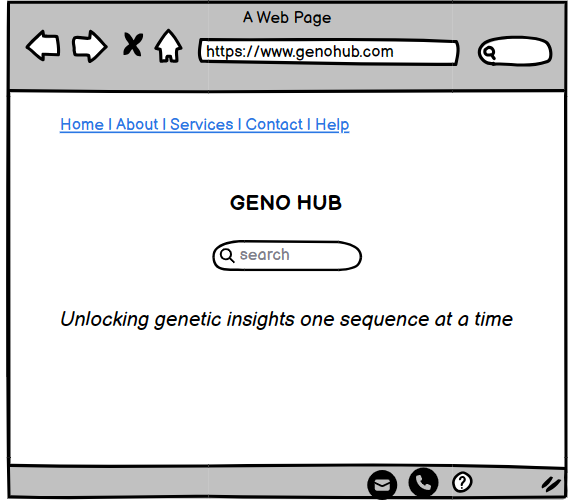 A Web Page
https://www.genohub.com
Home | About | Services | Contact | Help
GENO HUB
search
Unlocking genetic insights one sequence at a time
?